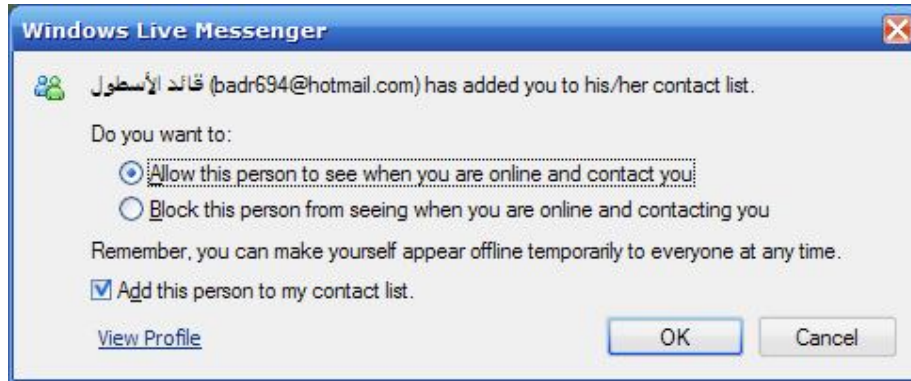 Windows Live Messenger
قائد الأسطول (badr694@hotmail.com) has added you to his/her contact list.
Do you want to:
Allow this person to see when you are online and contact you
Block this person from seeing when you are online and contacting you
Remember, you can make yourself appear offline temporarily to everyone at any time.
Add this person to my contact list.
View Profile OK Cancel